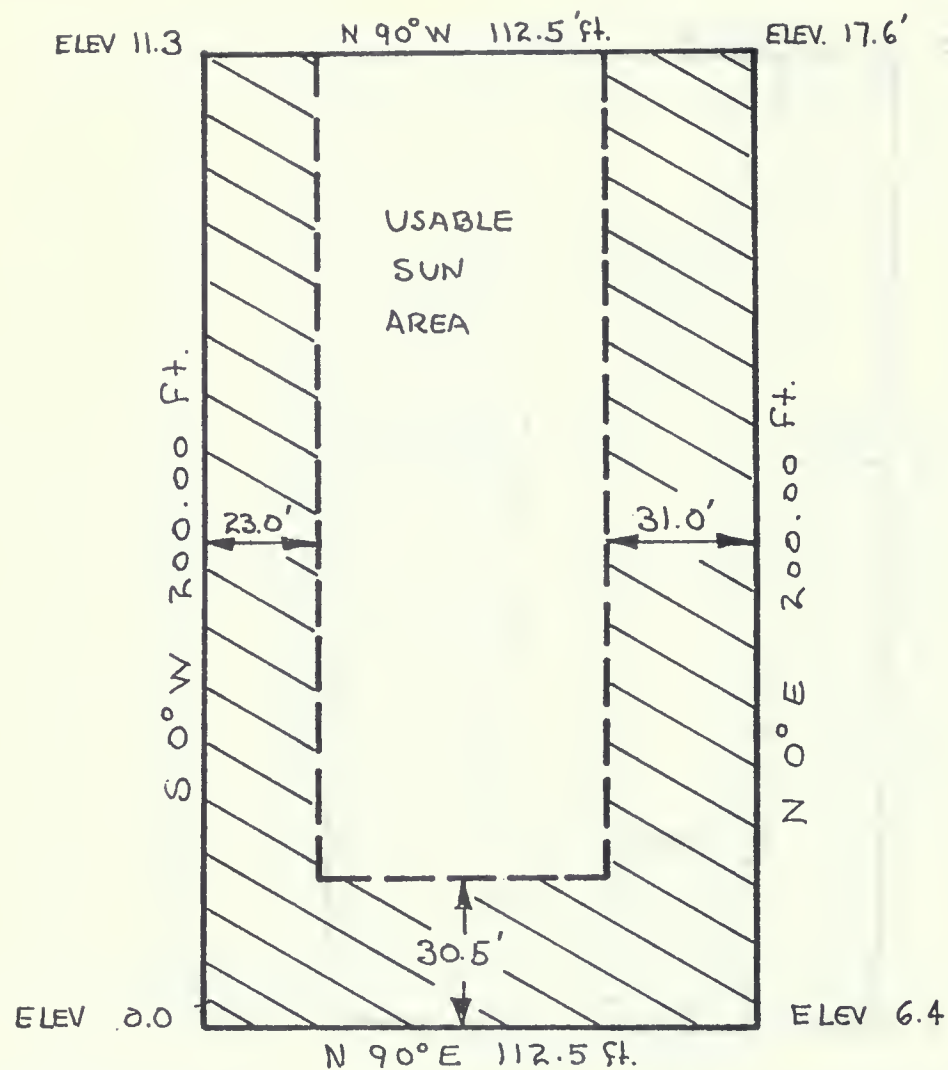 N 90° W 112.5' ft.
ELEV 11.3
ELEV. 17.6'
USABLE
SUN
AREA
S 0° W 200.00 Ft.
N 0° E 200.00 Ft.
23.0'
31.0'
30.5'
ELEV 0.0
ELEV 6.4
N 90° E 112.5 ft.